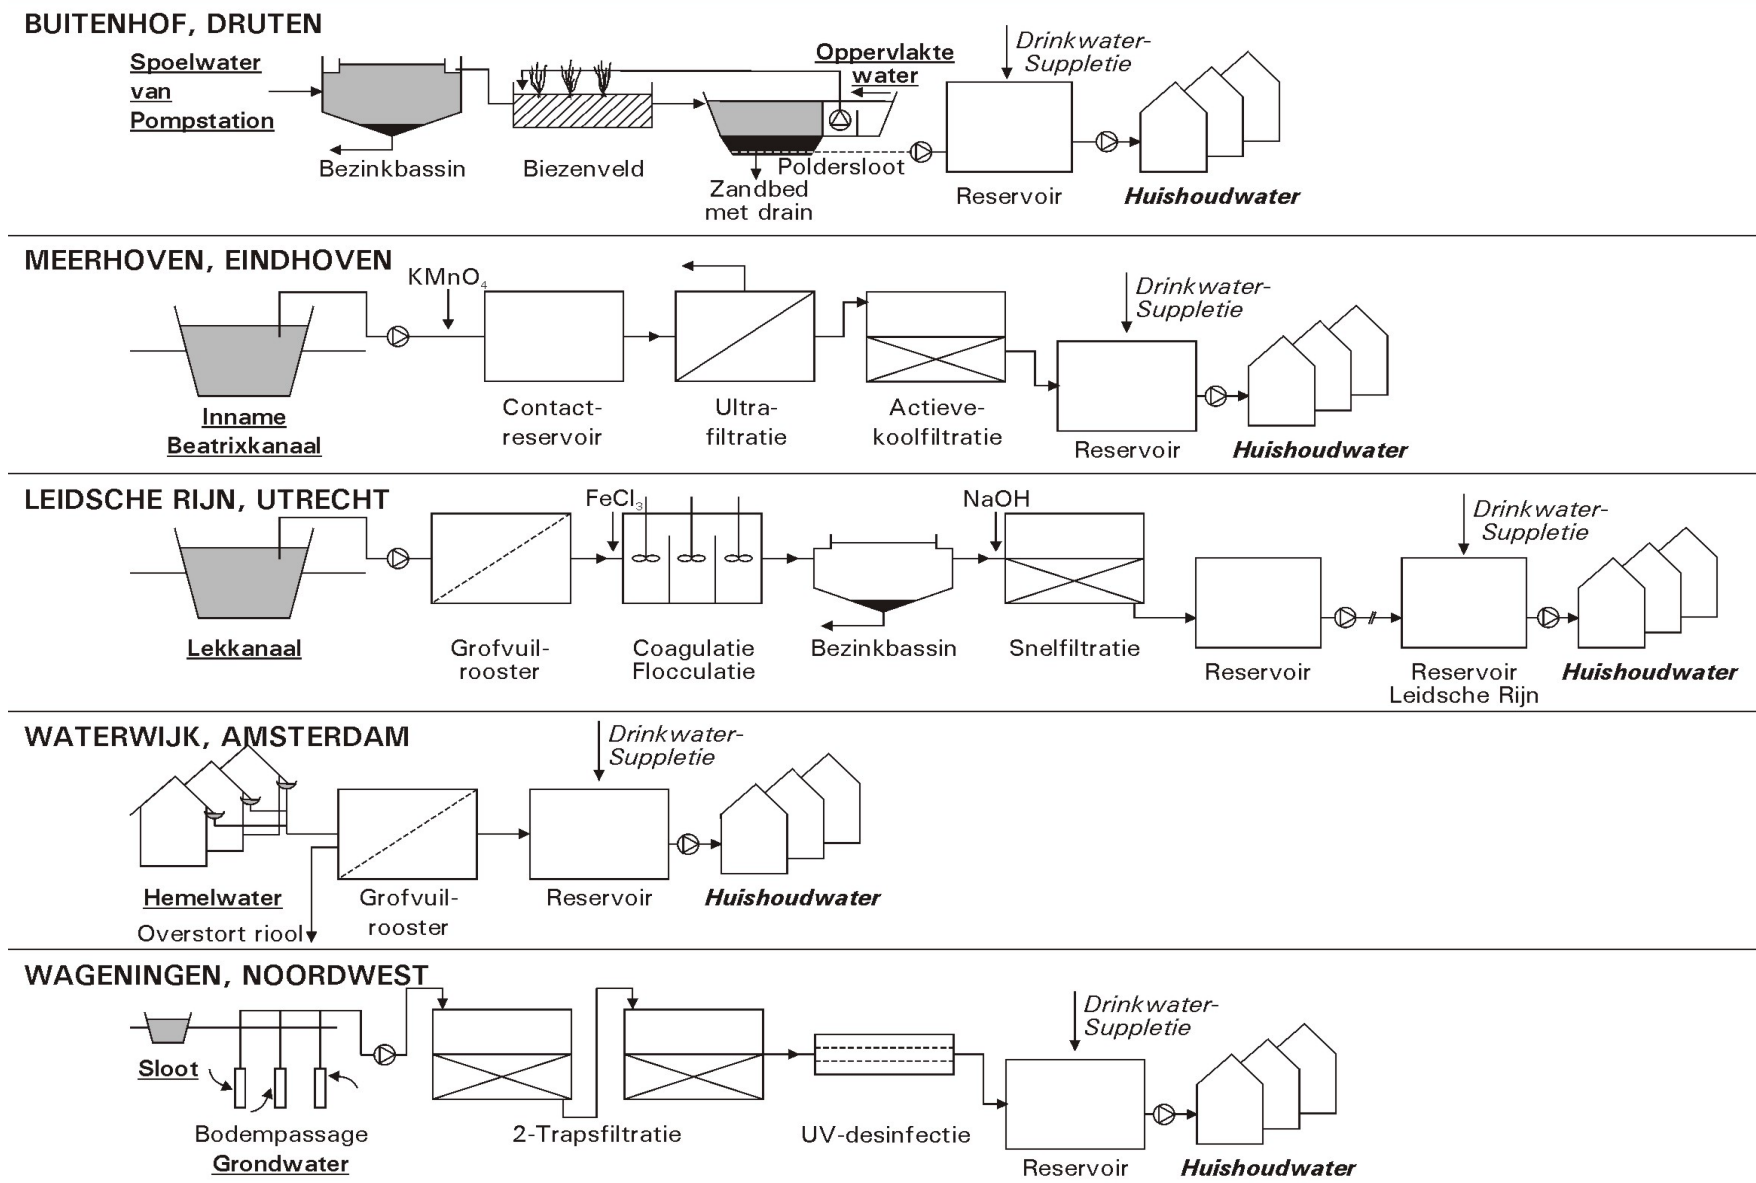 BUITENHOF, DRUTEN
Spoelwater
van
Pompstation
Bezinkbassin
Biezenveld
Oppervlakte
water
Poldersloot
Zandbed
met drain
Drinkwater-
Suppletie
Reservoir
Huishoudwater
MEERHOVEN, EINDHOVEN
KMnO₄
Inname
Beatrixkanaal
Contact-
reservoir
Ultra-
filtratie
Actieve-
koolfiltratie
Drinkwater-
Suppletie
Reservoir
Huishoudwater
LEIDSCHE RIJN, UTRECHT
Lekkanaal
Grofvuil-
rooster
FeCl₃
Coagulatie
Flocculatie
Bezinkbassin
NaOH
Snelfiltratie
Reservoir
Drinkwater-
Suppletie
Reservoir
Leidsche Rijn
Huishoudwater
WATERWIJK, AMSTERDAM
Hemelwater
Overstort riool
Grofvuil-
rooster
Drinkwater-
Suppletie
Reservoir
Huishoudwater
WAGENINGEN, NOORDWEST
Sloot
Bodempassage
Grondwater
2-Trapsfiltratie
UV-desinfectie
Drinkwater-
Suppletie
Reservoir
Huishoudwater